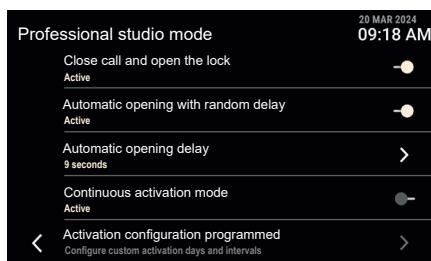 20 MAR 2024
Professional studio mode
09:18 AM
Close call and open the lock
Active
Automatic opening with random delay
Active
Automatic opening delay
9 seconds
Continuous activation mode
Active
Activation configuration programmed
Configure custom activation days and intervals